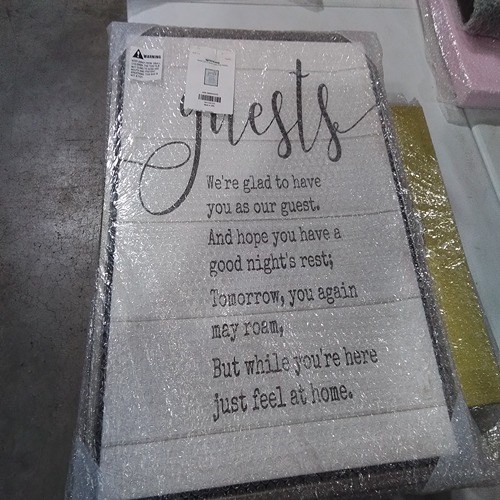 WARNING
guests
We're glad to have
you as our guest.
And hope you have a
good night's rest;
Tomorrow, you again
may roam,
But while you're here
just feel at home.